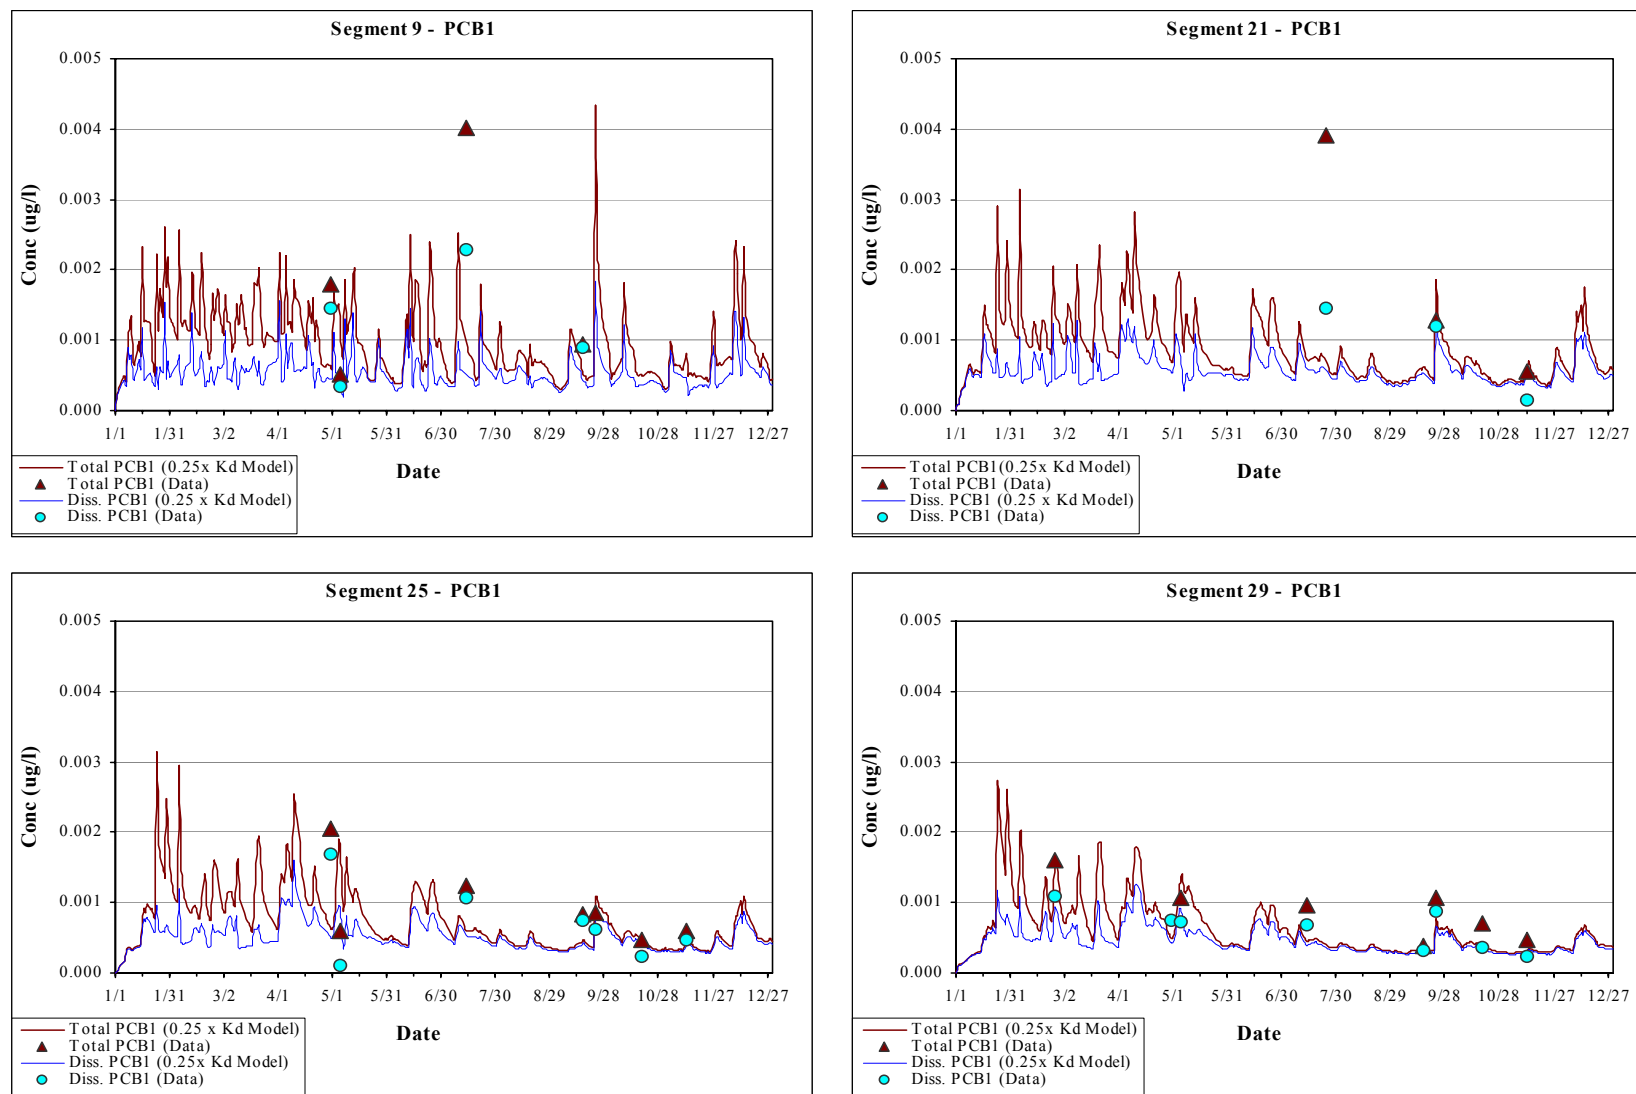 Segment 9 - PCB1
Conc (ug/l)
0.005
0.004
0.003
0.002
0.001
0.000
1/1 1/31 3/2 4/1 5/1 5/31 6/30 7/30 8/29 9/28 10/28 11/27 12/27
Date
Total PCB1 (0.25x Kd Model)
Total PCB1 (Data)
Diss. PCB1 (0.25 x Kd Model)
Diss. PCB1 (Data)
Segment 21 - PCB1
Conc (ug/l)
0.005
0.004
0.003
0.002
0.001
0.000
1/1 1/31 3/2 4/1 5/1 5/31 6/30 7/30 8/29 9/28 10/28 11/27 12/27
Date
Total PCB1(0.25x Kd Model)
Total PCB1 (Data)
Diss. PCB1 (0.25 x Kd Model)
Diss. PCB1 (Data)
Segment 25 - PCB1
Conc (ug/l)
0.005
0.004
0.003
0.002
0.001
0.000
1/1 1/31 3/2 4/1 5/1 5/31 6/30 7/30 8/29 9/28 10/28 11/27 12/27
Date
Total PCB1 (0.25 x Kd Model)
Total PCB1 (Data)
Diss. PCB1 (0.25x Kd Model)
Diss. PCB1 (Data)
Segment 29 - PCB1
Conc (ug/l)
0.005
0.004
0.003
0.002
0.001
0.000
1/1 1/31 3/2 4/1 5/1 5/31 6/30 7/30 8/29 9/28 10/28 11/27 12/27
Date
Total PCB1 (0.25x Kd Model)
Total PCB1 (Data)
Diss. PCB1 (0.25x Kd Model)
Diss. PCB1 (Data)